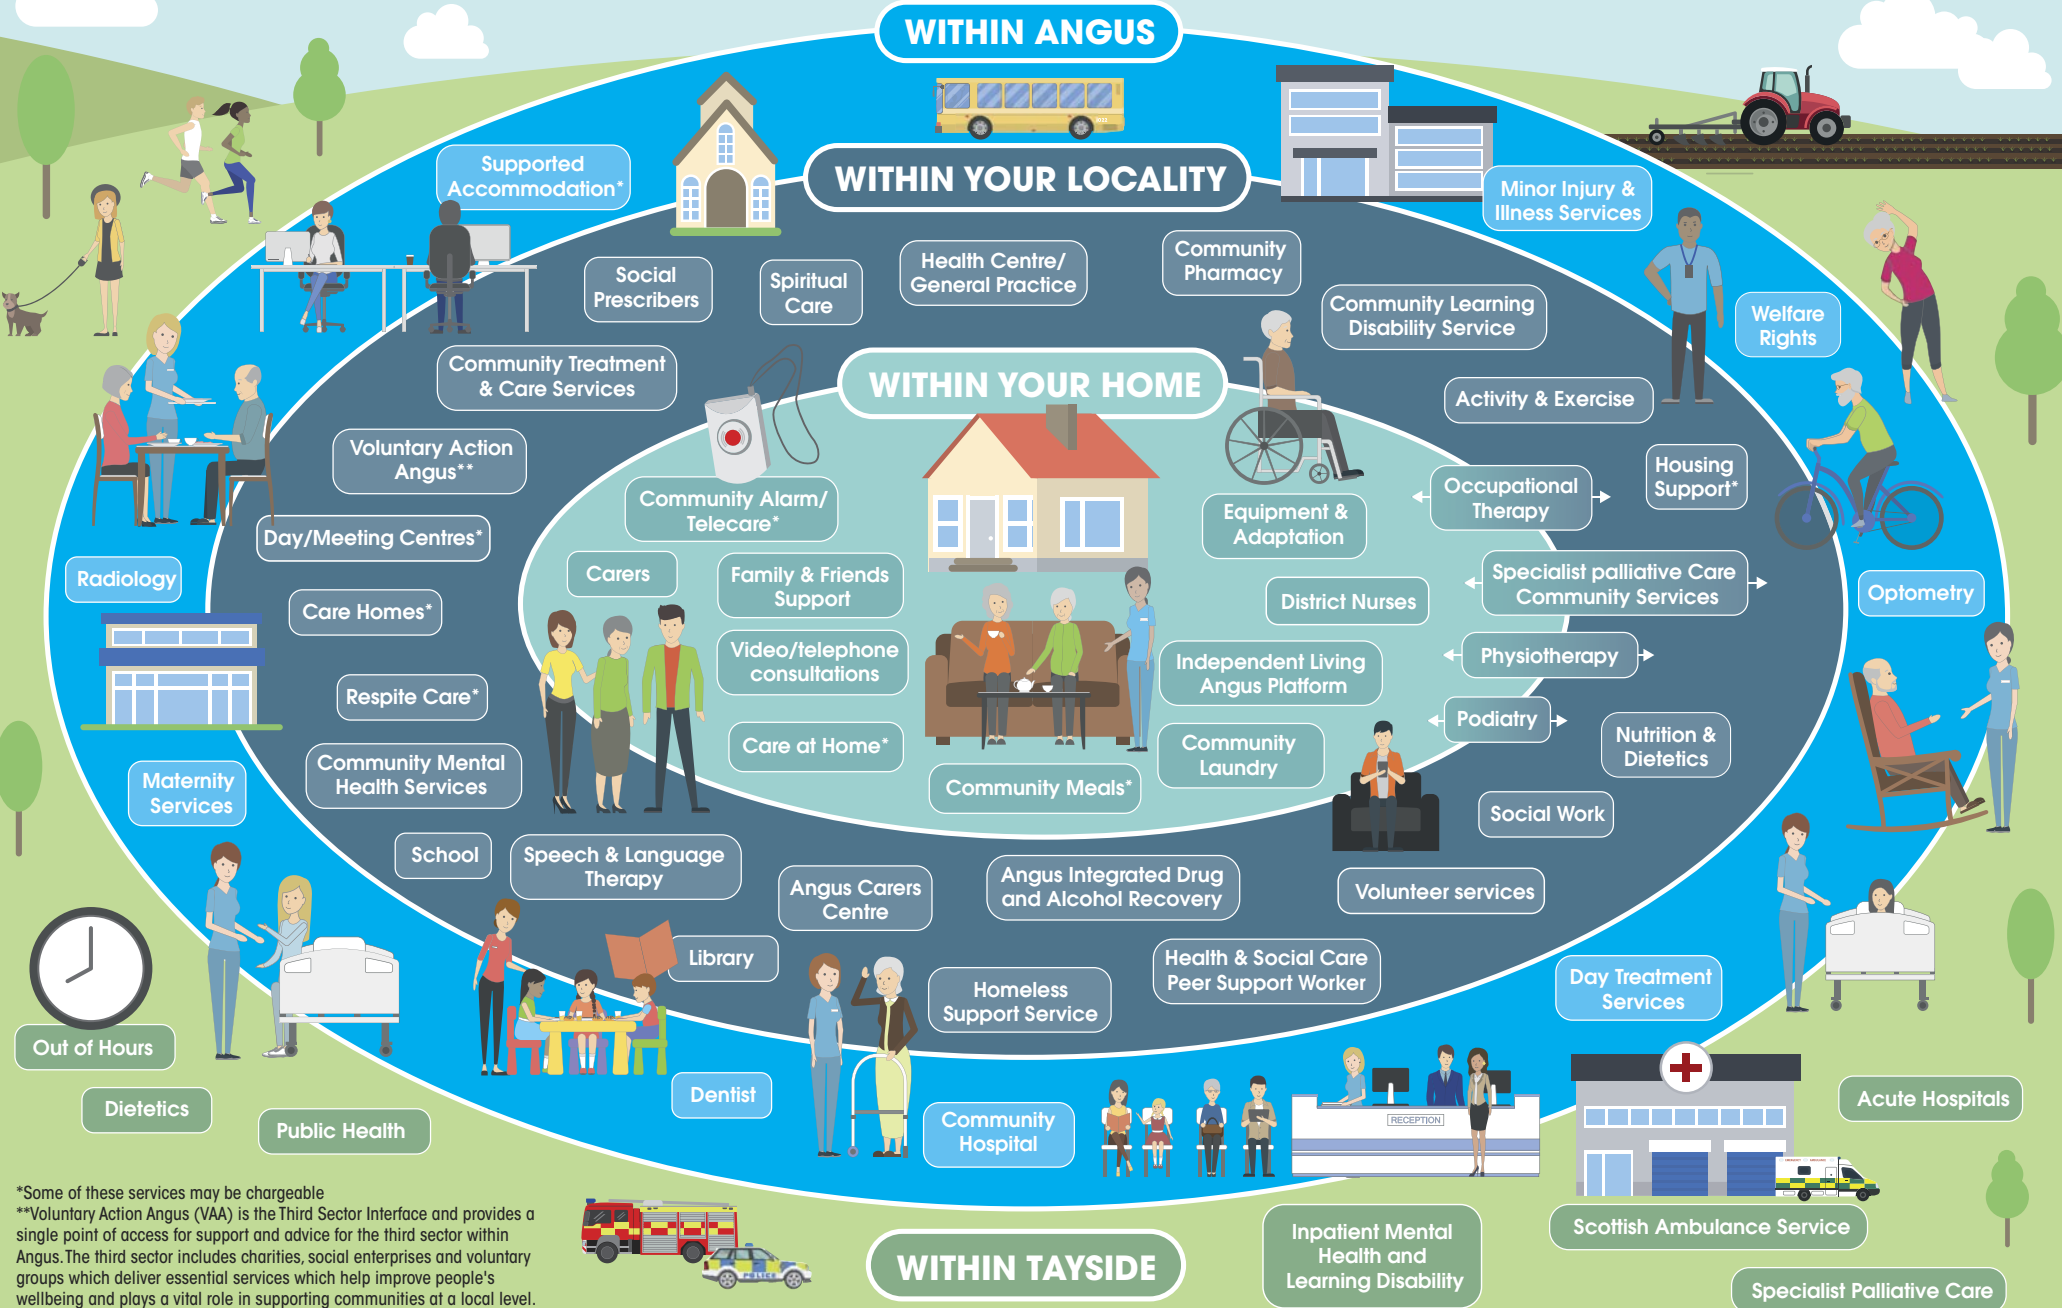 WITHIN ANGUS
WITHIN YOUR LOCALITY
Supported
Accommodation*
Minor Injury &
Illness Services
Social
Prescribers
Spiritual
Care
Health Centre/
General Practice
Community
Pharmacy
Community Learning
Disability Service
Welfare
Rights
Community Treatment
& Care Services
WITHIN YOUR HOME
Activity & Exercise
Voluntary Action
Angus**
Community Alarm/
Telecare*
Equipment &
Adaptation
Occupational
Therapy
Housing
Support*
Day/Meeting Centres*
Radiology
Carers
Family & Friends
Support
District Nurses
Specialist palliative Care
Community Services
Optometry
Care Homes*
Video/telephone
consultations
Independent Living
Angus Platform
Physiotherapy
Respite Care*
Care at Home*
Community
Laundry
Podiatry
Nutrition &
Dietetics
Community Mental
Health Services
Maternity
Services
Community Meals*
Social Work
School
Speech & Language
Therapy
Angus Carers
Centre
Angus Integrated Drug
and Alcohol Recovery
Volunteer services
Library
Homeless
Support Service
Health & Social Care
Peer Support Worker
Day Treatment
Services
Out of Hours
Dietetics
Public Health
Dentist
Community
Hospital
RECEPTION
Acute Hospitals
*Some of these services may be chargeable
**Voluntary Action Angus (VAA) is the Third Sector Interface and provides a
single point of access for support and advice for the third sector within
Angus. The third sector includes charities, social enterprises and voluntary
groups which deliver essential services which help improve people's
wellbeing and plays a vital role in supporting communities at a local level.
POLICE
WITHIN TAYSIDE
Inpatient Mental
Health and
Learning Disability
Scottish Ambulance Service
Specialist Palliative Care